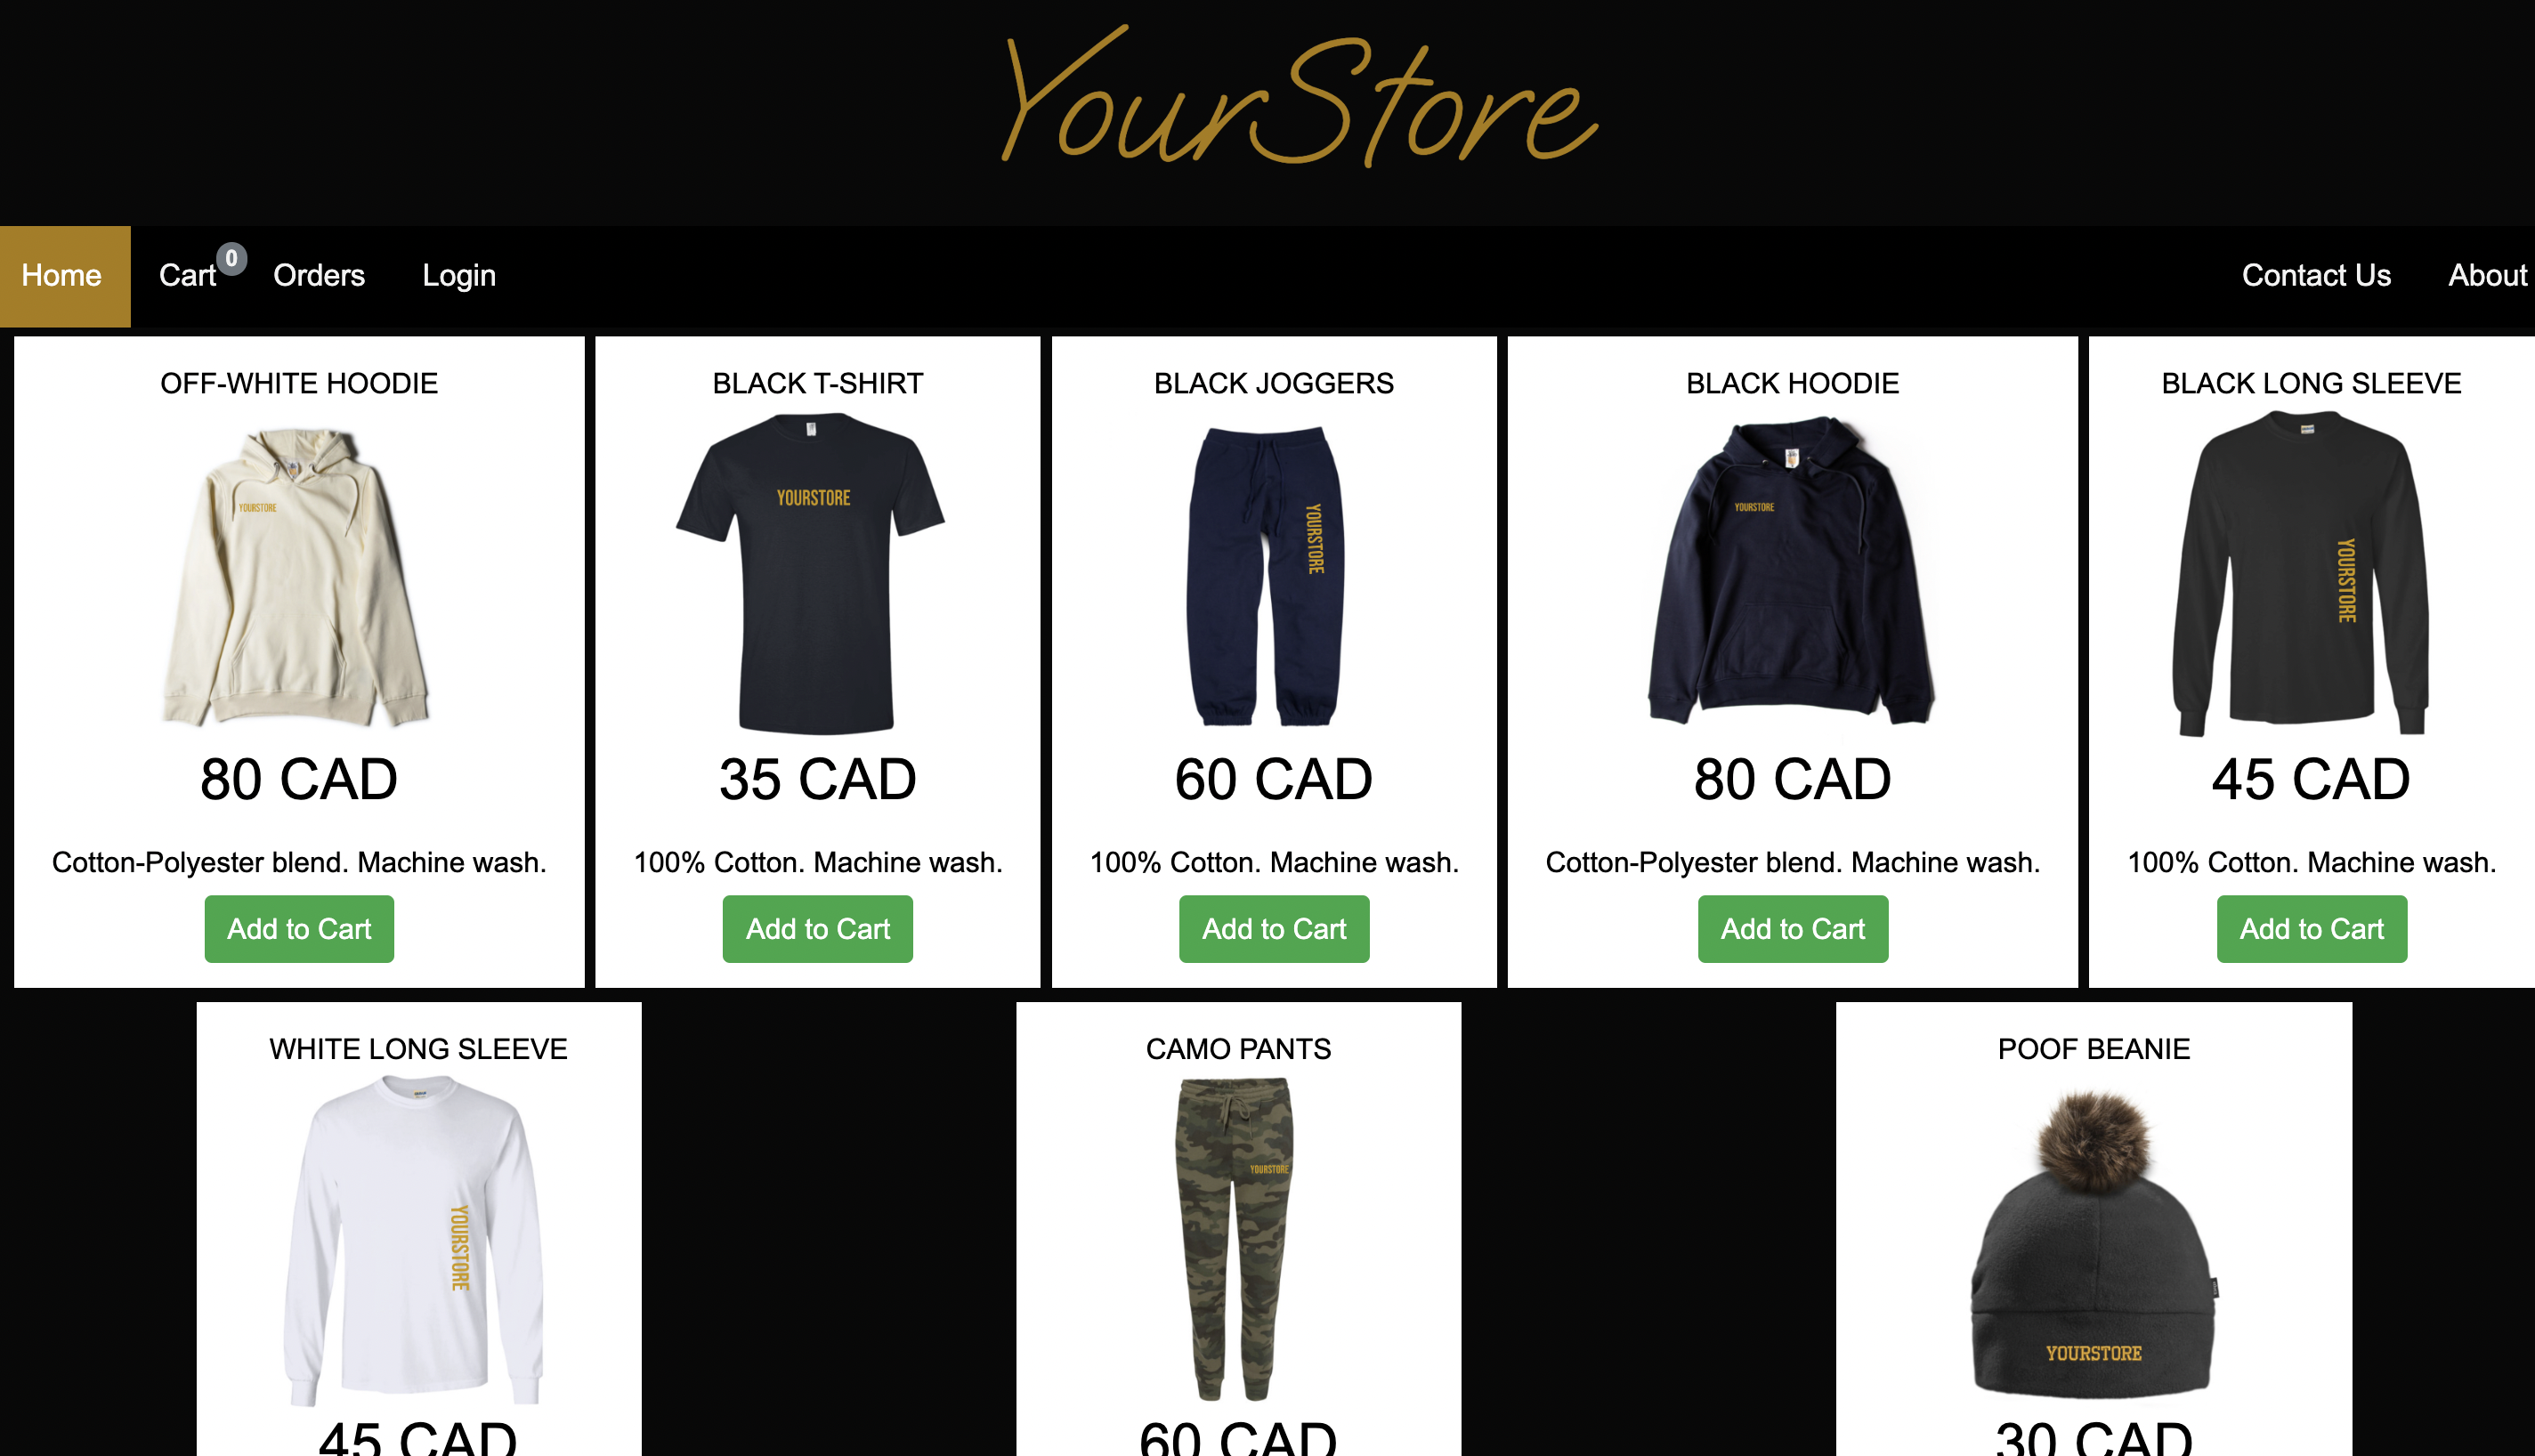 YourStore
Home Cart 0 Orders Login Contact Us About
OFF-WHITE HOODIE
YOURSTORE
80 CAD
Cotton-Polyester blend. Machine wash.
Add to Cart
BLACK T-SHIRT
YOURSTORE
35 CAD
100% Cotton. Machine wash.
Add to Cart
BLACK JOGGERS
YOURSTORE
60 CAD
100% Cotton. Machine wash.
Add to Cart
BLACK HOODIE
YOURSTORE
80 CAD
Cotton-Polyester blend. Machine wash.
Add to Cart
BLACK LONG SLEEVE
YOURSTORE
45 CAD
100% Cotton. Machine wash.
Add to Cart
WHITE LONG SLEEVE
YOURSTORE
45 CAD
CAMO PANTS
YOURSTORE
60 CAD
POOF BEANIE
YOURSTORE
30 CAD